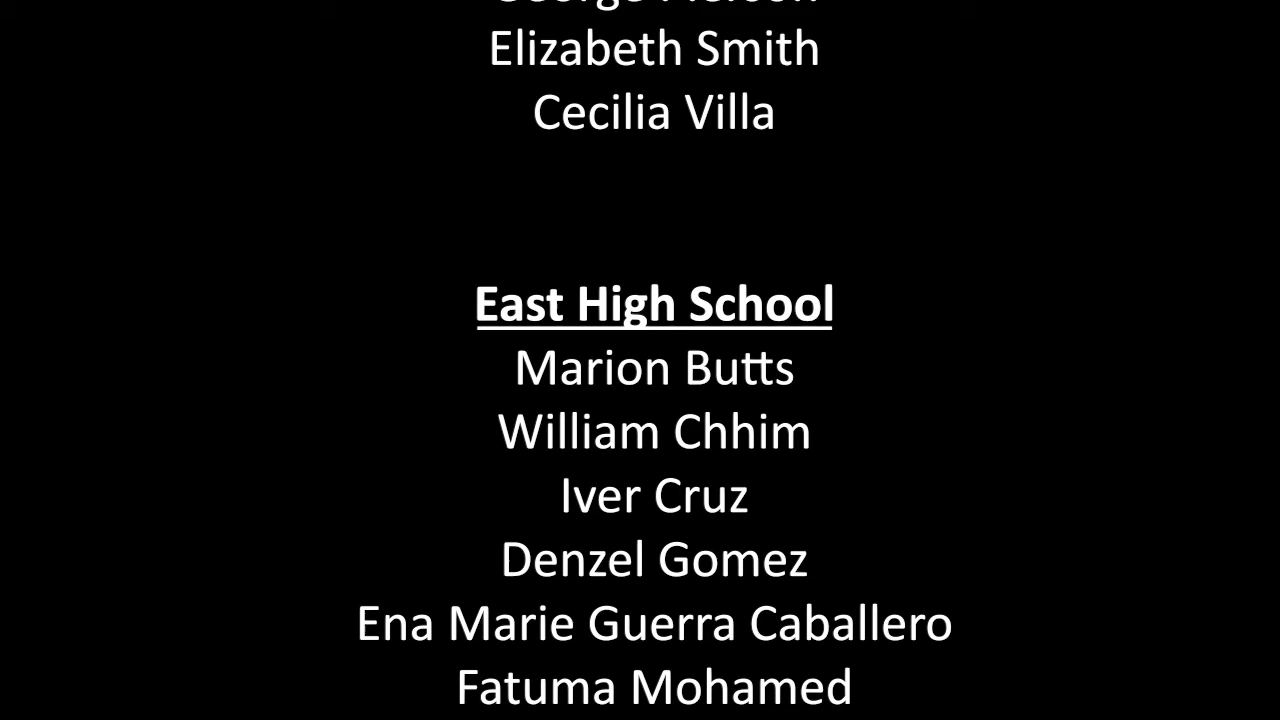 Elizabeth Smith
Cecilia Villa
East High School
Marion Butts
William Chhim
Iver Cruz
Denzel Gomez
Ena Marie Guerra Caballero
Fatuma Mohamed